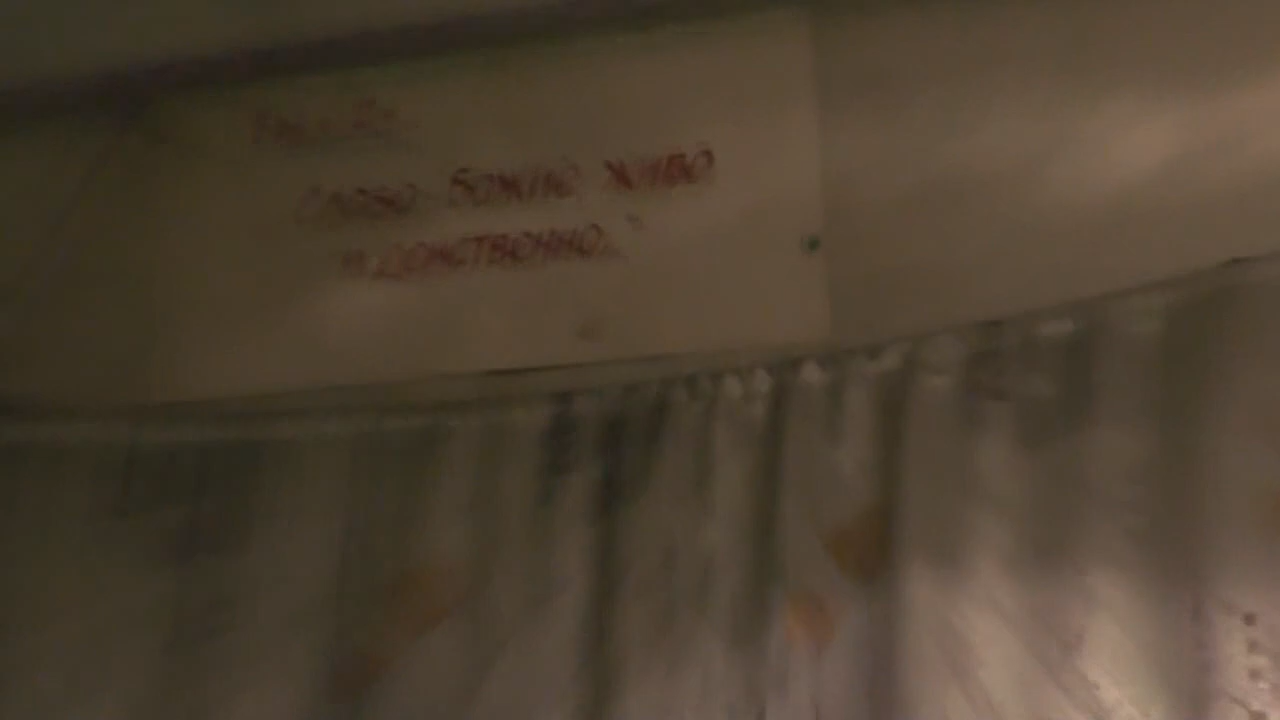 слово божие живо
и действенно..."